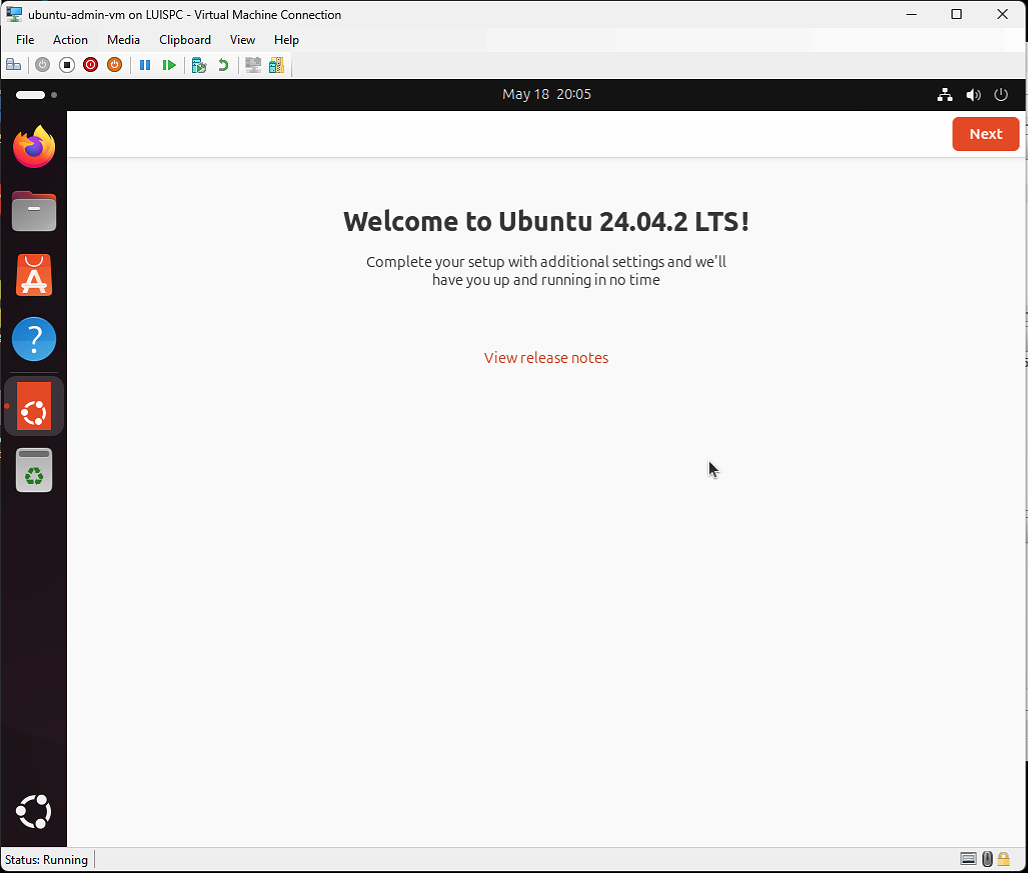 ubuntu-admin-vm on LUISPC - Virtual Machine Connection
File Action Media Clipboard View Help
May 18 20:05
Next
Welcome to Ubuntu 24.04.2 LTS!
Complete your setup with additional settings and we'll
have you up and running in no time
View release notes
Status: Running